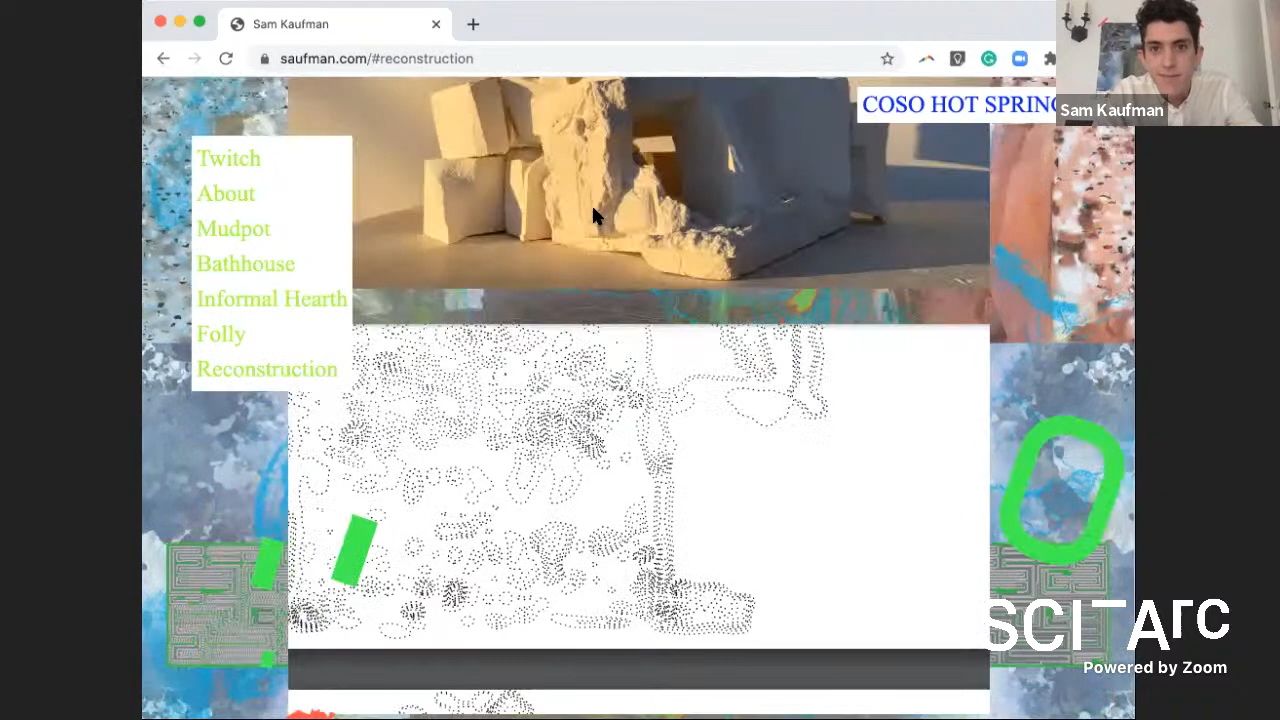 Sam Kaufman
saufman.com/#reconstruction
COSO HOT SPRING
Sam Kaufman
Twitch
About
Mudpot
Bathhouse
Informal Hearth
Folly
Reconstruction
SCI-Arc
Powered by Zoom